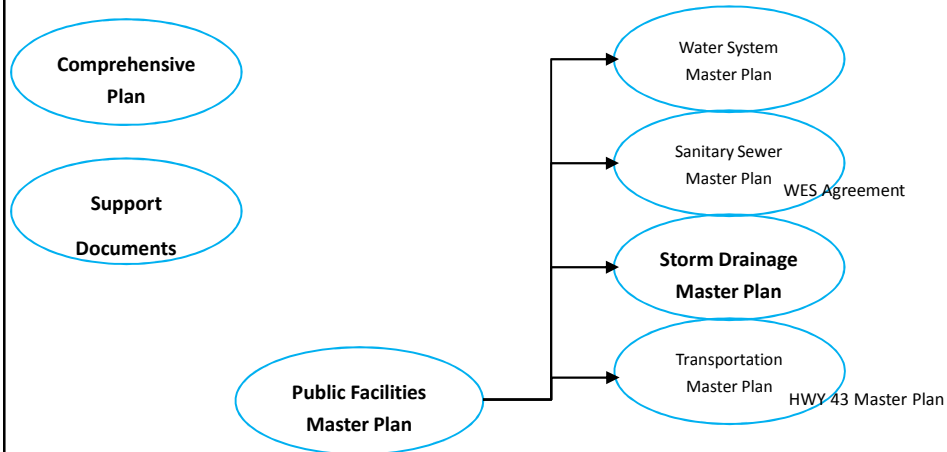 Comprehensive
Plan
Support
Documents
Public Facilities
Master Plan
Water System
Master Plan
Sanitary Sewer
Master Plan
WES Agreement
Storm Drainage
Master Plan
Transportation
Master Plan
HWY 43 Master Plan